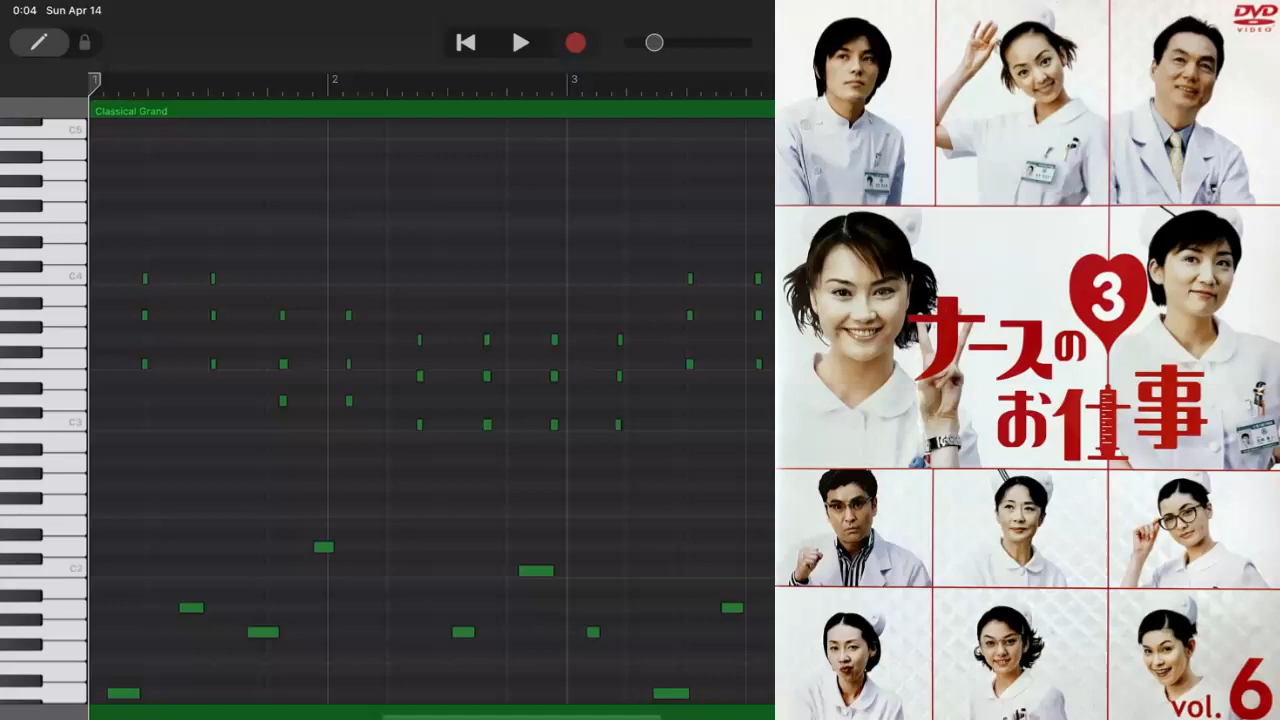 0:04 Sun Apr 14
1
2
3
Classical Grand
C5
C4
C3
C2
DVD
VIDEO
3
ナースの
お仕事
vol. 6